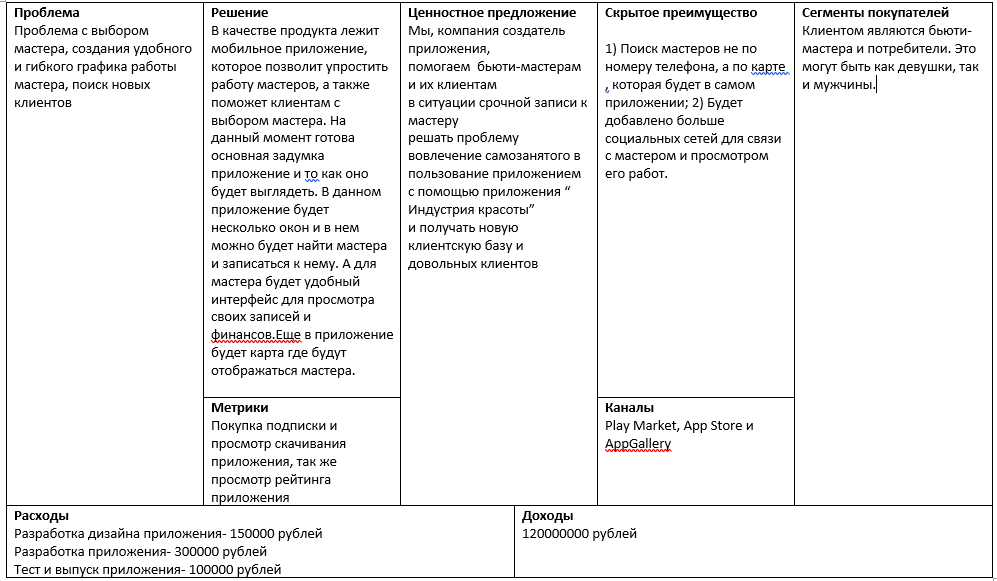 Проблема
Проблема с выбором
мастера, создания удобного
и гибкого графика работы
мастера, поиск новых
клиентов
Решение
В качестве продукта лежит
мобильное приложение,
которое позволит упростить
работу мастеров, а также
поможет клиентам с
выбором мастера. На
данный момент готова
основная задумка
приложение и то как оно
будет выглядеть. В данном
приложение будет
несколько окон и в нем
можно будет найти мастера
и записаться к нему. А для
мастера будет удобный
интерфейс для просмотра
своих записей и
финансов.Еще в приложение
будет карта где будут
отображаться мастера.
Метрики
Покупка подписки и
просмотр скачивания
приложения, так же
просмотр рейтинга
приложения
Ценностное предложение
Мы, компания создатель
приложения,
помогаем бьюти-мастерам
и их клиентам
в ситуации срочной записи к
мастеру
решать проблему
вовлечение самозанятого в
пользование приложением
с помощью приложения “
Индустрия красоты”
и получать новую
клиентскую базу и
довольных клиентов
Скрытое преимущество
1) Поиск мастеров не по
номеру телефона, а по карте
, которая будет в самом
приложении; 2) Будет
добавлено больше
социальных сетей для связи
с мастером и просмотром
его работ.
Каналы
Play Market, App Store и
AppGallery
Сегменты покупателей
Клиентом являются бьюти-
мастера и потребители. Это
могут быть как девушки, так
и мужчины.
Расходы
Разработка дизайна приложения- 150000 рублей
Разработка приложения- 300000 рублей
Тест и выпуск приложения- 100000 рублей
Доходы
120000000 рублей